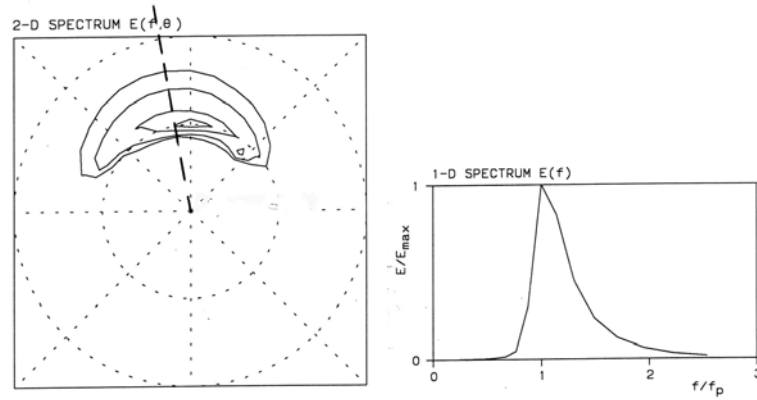 2-D SPECTRUM E(f,θ)
1-D SPECTRUM E(f)
1
E/Emax
0
0
1
2
3
f/fp